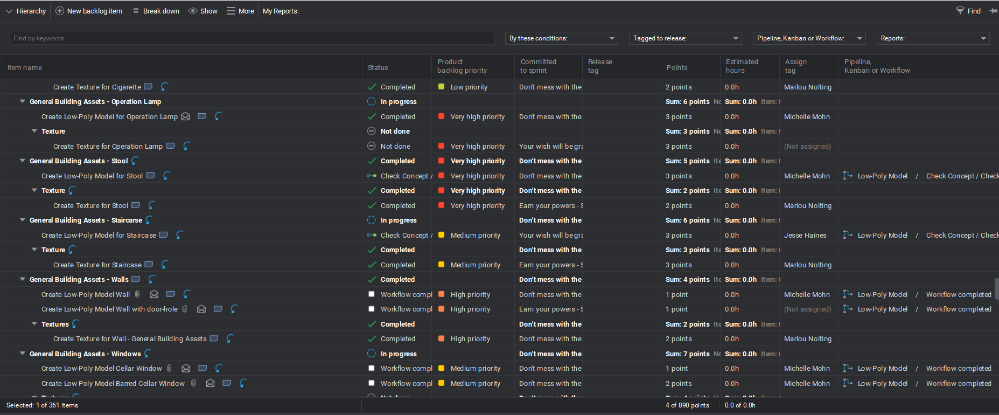 Hierarchy New backlog item Break down Show More My Reports: Find
Find by keywords By these conditions: Tagged to release: Pipeline, Kanban or Workflow: Reports:
Item name Status Product backlog priority Committed to sprint Release tag Points Estimated hours Assign tag Pipeline, Kanban or Workflow
Create Texture for Cigarette Completed Low priority Don't mess with the 2 points 0.0h Marlou Nolting
General Building Assets - Operation Lamp In progress Sum: 6 points No Sum: 0.0h Item:
Create Low-Poly Model for Operation Lamp Completed Very high priority Don't mess with the 3 points 0.0h Michelle Mohn
Texture Not done Sum: 3 points No Sum: 0.0h Item:
Create Texture for Operation Lamp Not done Very high priority Your wish will be gra 3 points 0.0h (Not assigned)
General Building Assets - Stool Completed Very high priority Don't mess with the Sum: 5 points Ite Sum: 0.0h Item:
Create Low-Poly Model for Stool Check Concept / Very high priority Don't mess with the 3 points 0.0h Michelle Mohn Low-Poly Model / Check Concept / Check
Texture Completed Very high priority Don't mess with the Sum: 2 points Ite Sum: 0.0h Item:
Create Texture for Stool Completed Very high priority Earn your powers - S 2 points 0.0h Marlou Nolting
General Building Assets - Staircarse In progress Don't mess with the Sum: 6 points No Sum: 0.0h Item:
Create Low-Poly Model for Staircase Check Concept / Medium priority Your wish will be gra 3 points 0.0h Jesse Haines Low-Poly Model / Check Concept / Check
Texture Completed Don't mess with the Sum: 3 points Ite Sum: 0.0h Item:
Create Texture for Staircase Completed Medium priority Earn your powers - S 3 points 0.0h Marlou Nolting
General Building Assets - Walls Completed Don't mess with the Sum: 4 points Ite Sum: 0.0h Item:
Create Low-Poly Model Wall Workflow compl High priority Don't mess with the 1 point 0.0h Michelle Mohn Low-Poly Model / Workflow completed
Create Low-Poly Model Wall with door-hole Workflow compl High priority Earn your powers - S 1 point 0.0h (Not assigned) Low-Poly Model / Workflow completed
Textures Completed Don't mess with the Sum: 2 points Ite Sum: 0.0h Item:
Create Texture for Wall - General Building Assets Completed High priority Don't mess with the 2 points 0.0h Marlou Nolting
General Building Assets - Windows In progress Don't mess with the Sum: 7 points No Sum: 0.0h Item:
Create Low-Poly Model Cellar Window Workflow compl Medium priority Don't mess with the 1 point 0.0h Michelle Mohn Low-Poly Model / Workflow completed
Create Low-Poly Model Barred Cellar Window Workflow compl Medium priority Don't mess with the 2 points 0.0h Michelle Mohn Low-Poly Model / Workflow completed
Selected: 1 of 361 items 4 of 890 points 0.0 of 0.0h